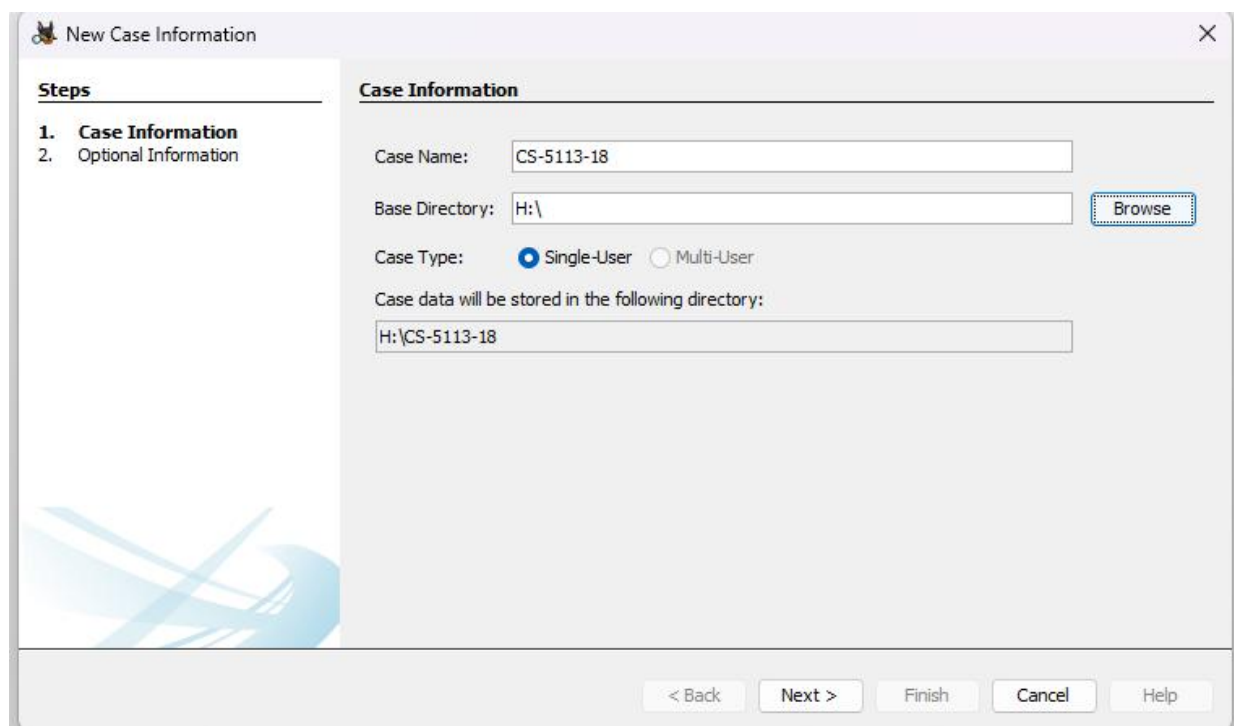 New Case Information
Steps
1. Case Information
2. Optional Information
Case Information
Case Name: CS-5113-18
Base Directory: H:\ Browse
Case Type: Single-User Multi-User
Case data will be stored in the following directory:
H:\CS-5113-18
< Back Next > Finish Cancel Help